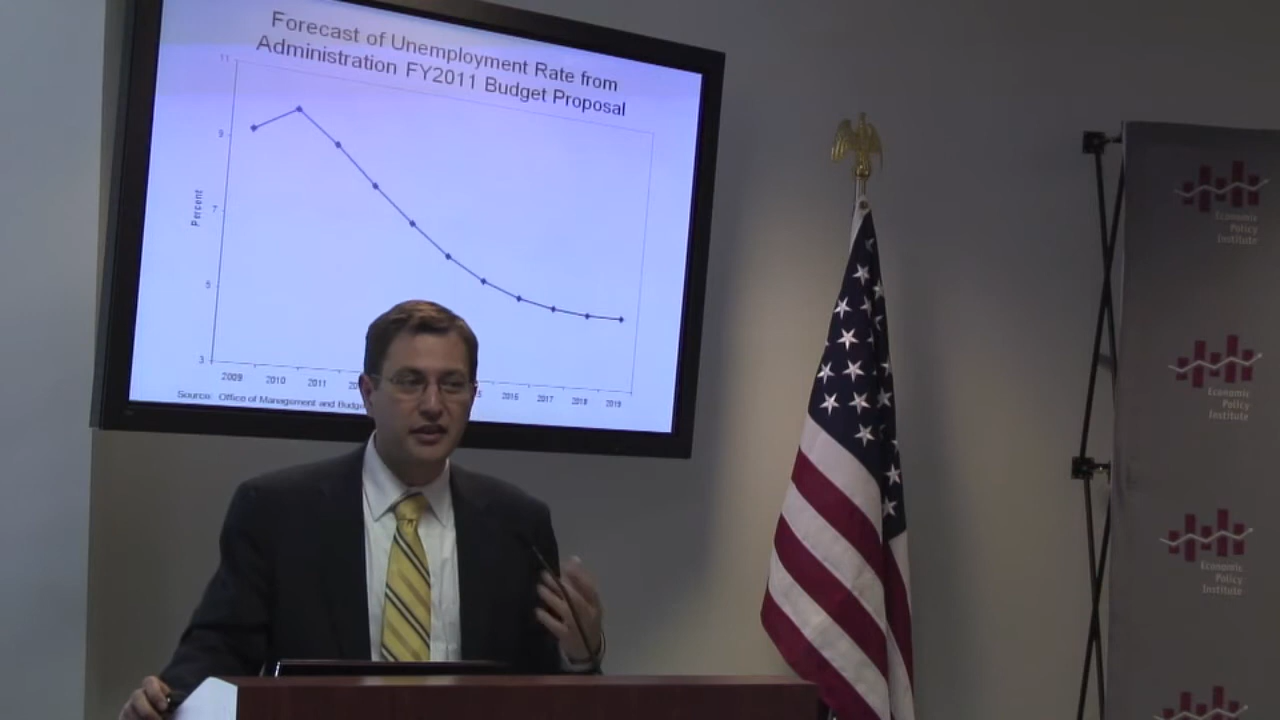 Forecast of Unemployment Rate from
Administration FY2011 Budget Proposal
11
9
7
5
3
Percent
2009 2010 2011 2016 2017 2018 2019
Source: Office of Management and
Economic
Policy
Institute
Economic
Policy
Institute
Economic
Policy
Institute